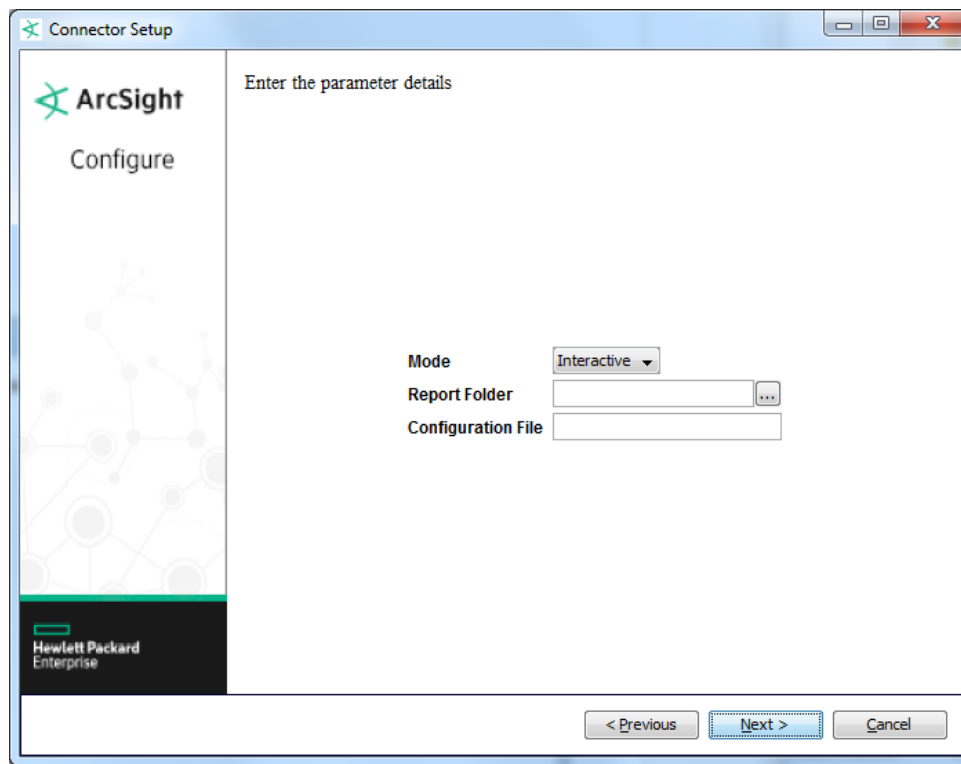 Connector Setup
ArcSight
Configure
Enter the parameter details
Mode
Interactive
Report Folder
...
Configuration File
Hewlett Packard
Enterprise
< Previous
Next >
Cancel